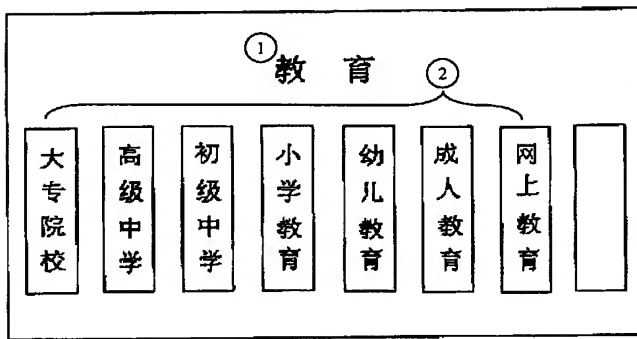 ① 教 育
②
大专院校
高级中学
初级中学
小学教育
幼儿教育
成人教育
网上教育